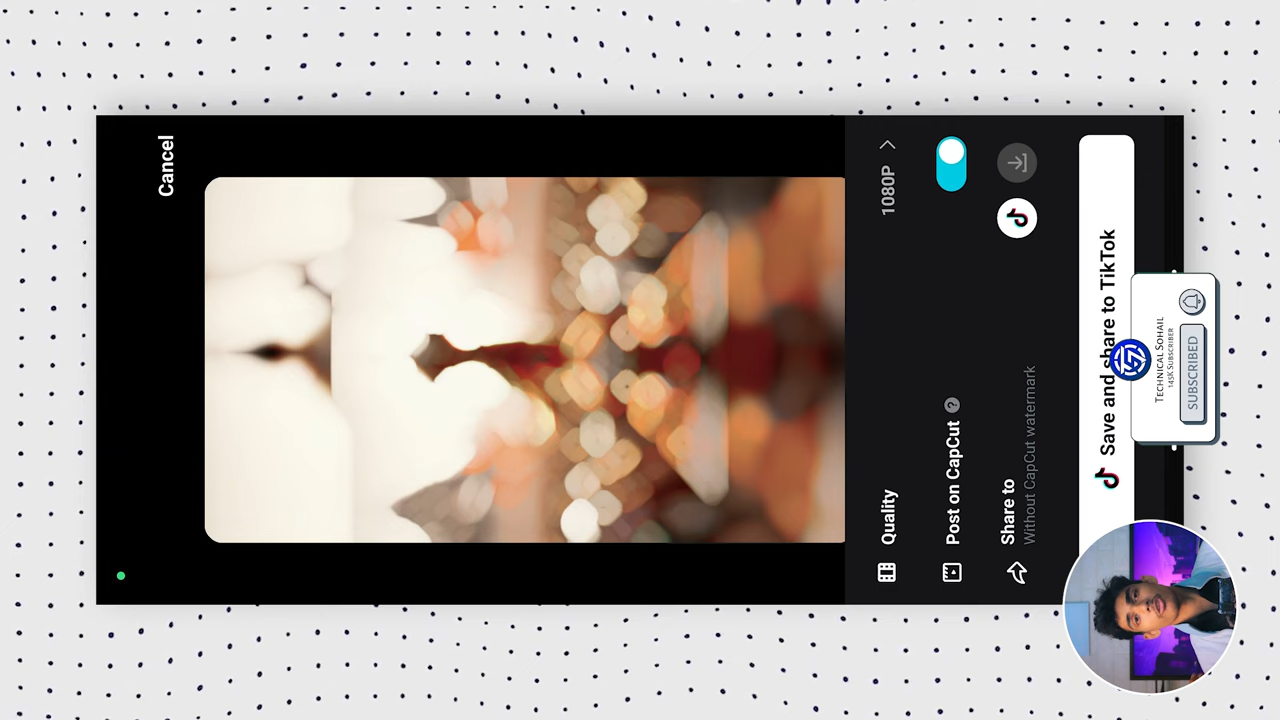 Cancel
Quality
1080P
Post on CapCut
?
Share to
Without CapCut watermark
Save and share to TikTok
Technical Sohail
145K Subscriber
SUBSCRIBED